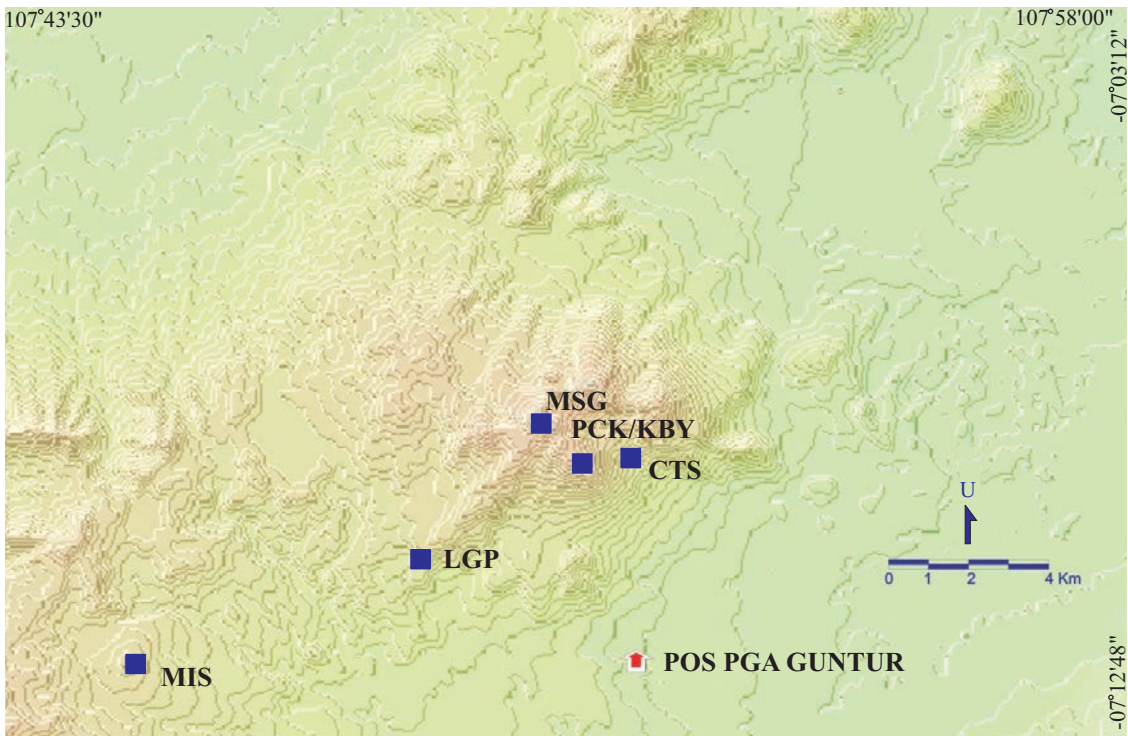 107°43'30"
107°58'00"
-07°03'12"
MSG
PCK/KBY
CTS
U
LGP
0 1 2 4 Km
MIS
POS PGA GUNTUR
-07°12'48"